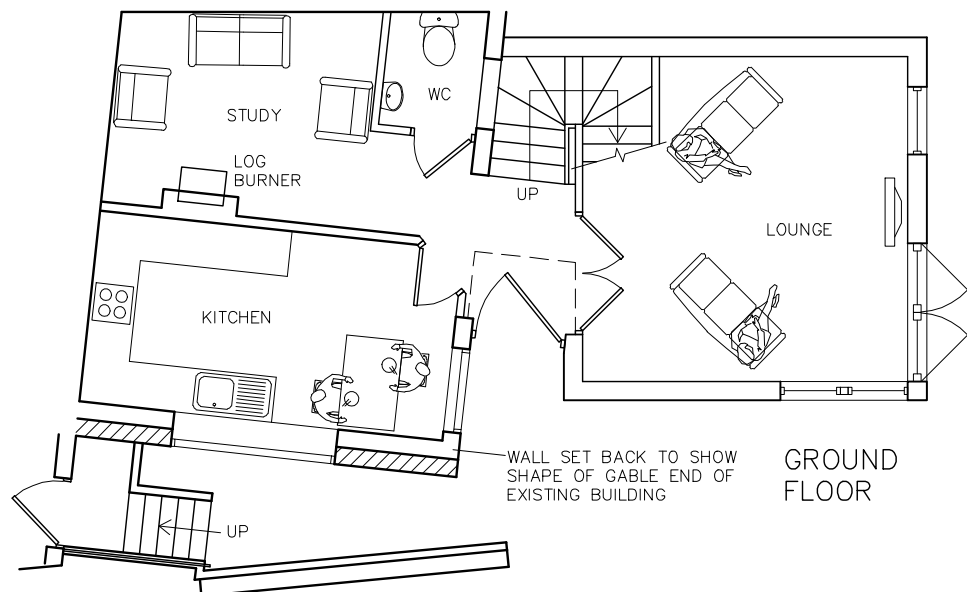 STUDY
WC
LOG
BURNER
UP
LOUNGE
KITCHEN
WALL SET BACK TO SHOW
SHAPE OF GABLE END OF
EXISTING BUILDING
GROUND
FLOOR
UP